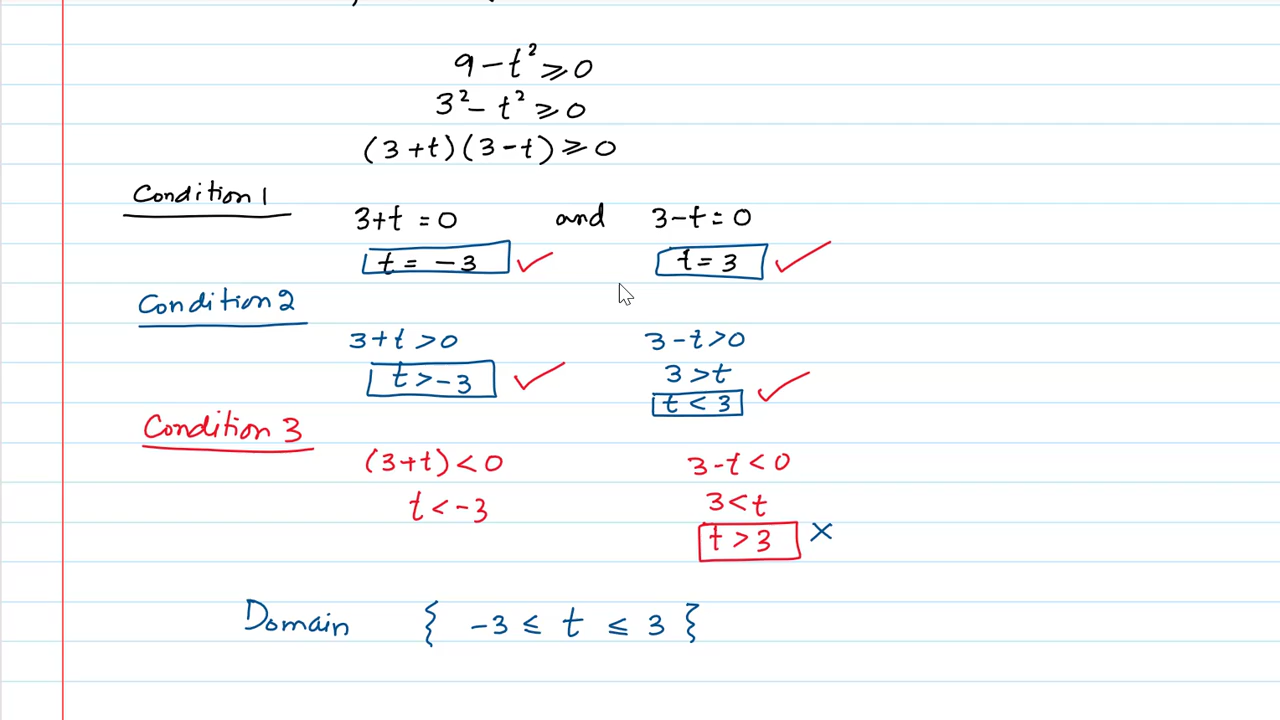 9 - t² ⩾ 0
3² - t² ⩾ 0
(3 + t) (3 - t) ⩾ 0
Condition 1
3 + t = 0 and 3 - t = 0
t = -3 ✓ t = 3 ✓
Condition 2
3 + t > 0 3 - t > 0
t > -3 ✓ 3 > t
t < 3 ✓
Condition 3
(3 + t) < 0 3 - t < 0
t < -3 3 < t
t > 3 ×
Domain { -3 ⩽ t ⩽ 3 }